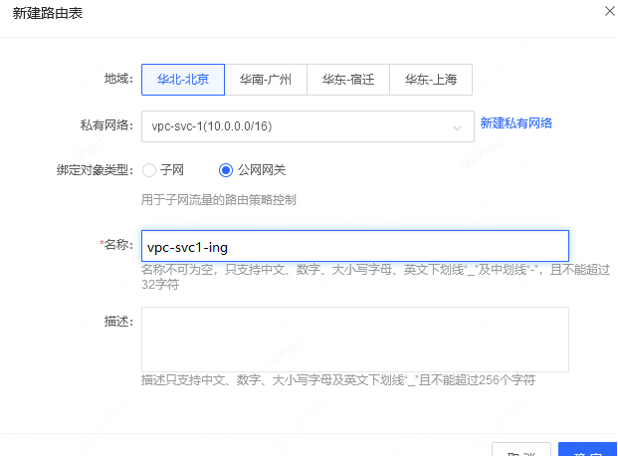 新建路由表
地域： 华北-北京 华南-广州 华东-宿迁 华东-上海
私有网络： vpc-svc-1(10.0.0.0/16) 新建私有网络
绑定对象类型： 子网 公网网关
用于子网流量的路由策略控制
*名称： vpc-svc1-ing
名称不可为空，只支持中文、数字、大小写字母、英文下划线“_”及中划线“-”，且不能超过
32字符
描述：
描述只支持中文、数字、大小写字母及英文下划线“_”且不能超过256个字符
取消 确定